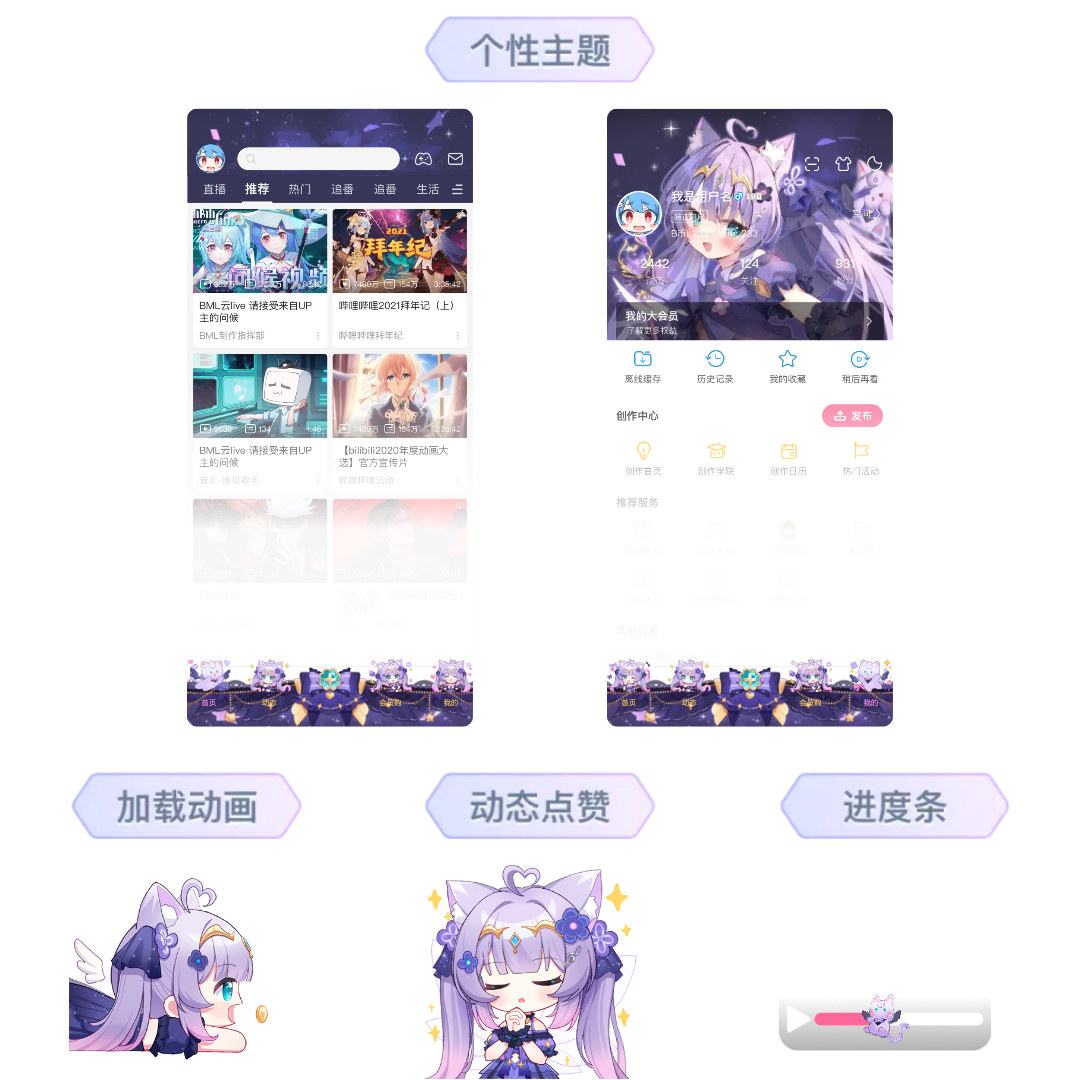 个性主题
直播 推荐 热门 追番 追番 生活
问候视频
2021
拜年纪
7480万 154万 3:35:42
BML云live 请接受来自UP
主的问候
BML制作指挥部
哔哩哔哩2021拜年记（上）
哔哩哔哩拜年纪
9638 134 1:46
7480万 154万 3:35:42
BML云live 请接受来自UP
主的问候
音乐·虚拟歌手
【bilibili2020年度动画大
选】官方宣传片
哔哩哔哩活动
首页 动态 会员购 我的
我是用户名
2442 124 931
动态 关注 粉丝
我的大会员
了解更多权益
离线缓存 历史记录 我的收藏 稍后再看
创作中心
发布
创作首页 创作学院 创作日历 热门活动
推荐服务
首页 动态 会员购 我的
加载动画
动态点赞
进度条